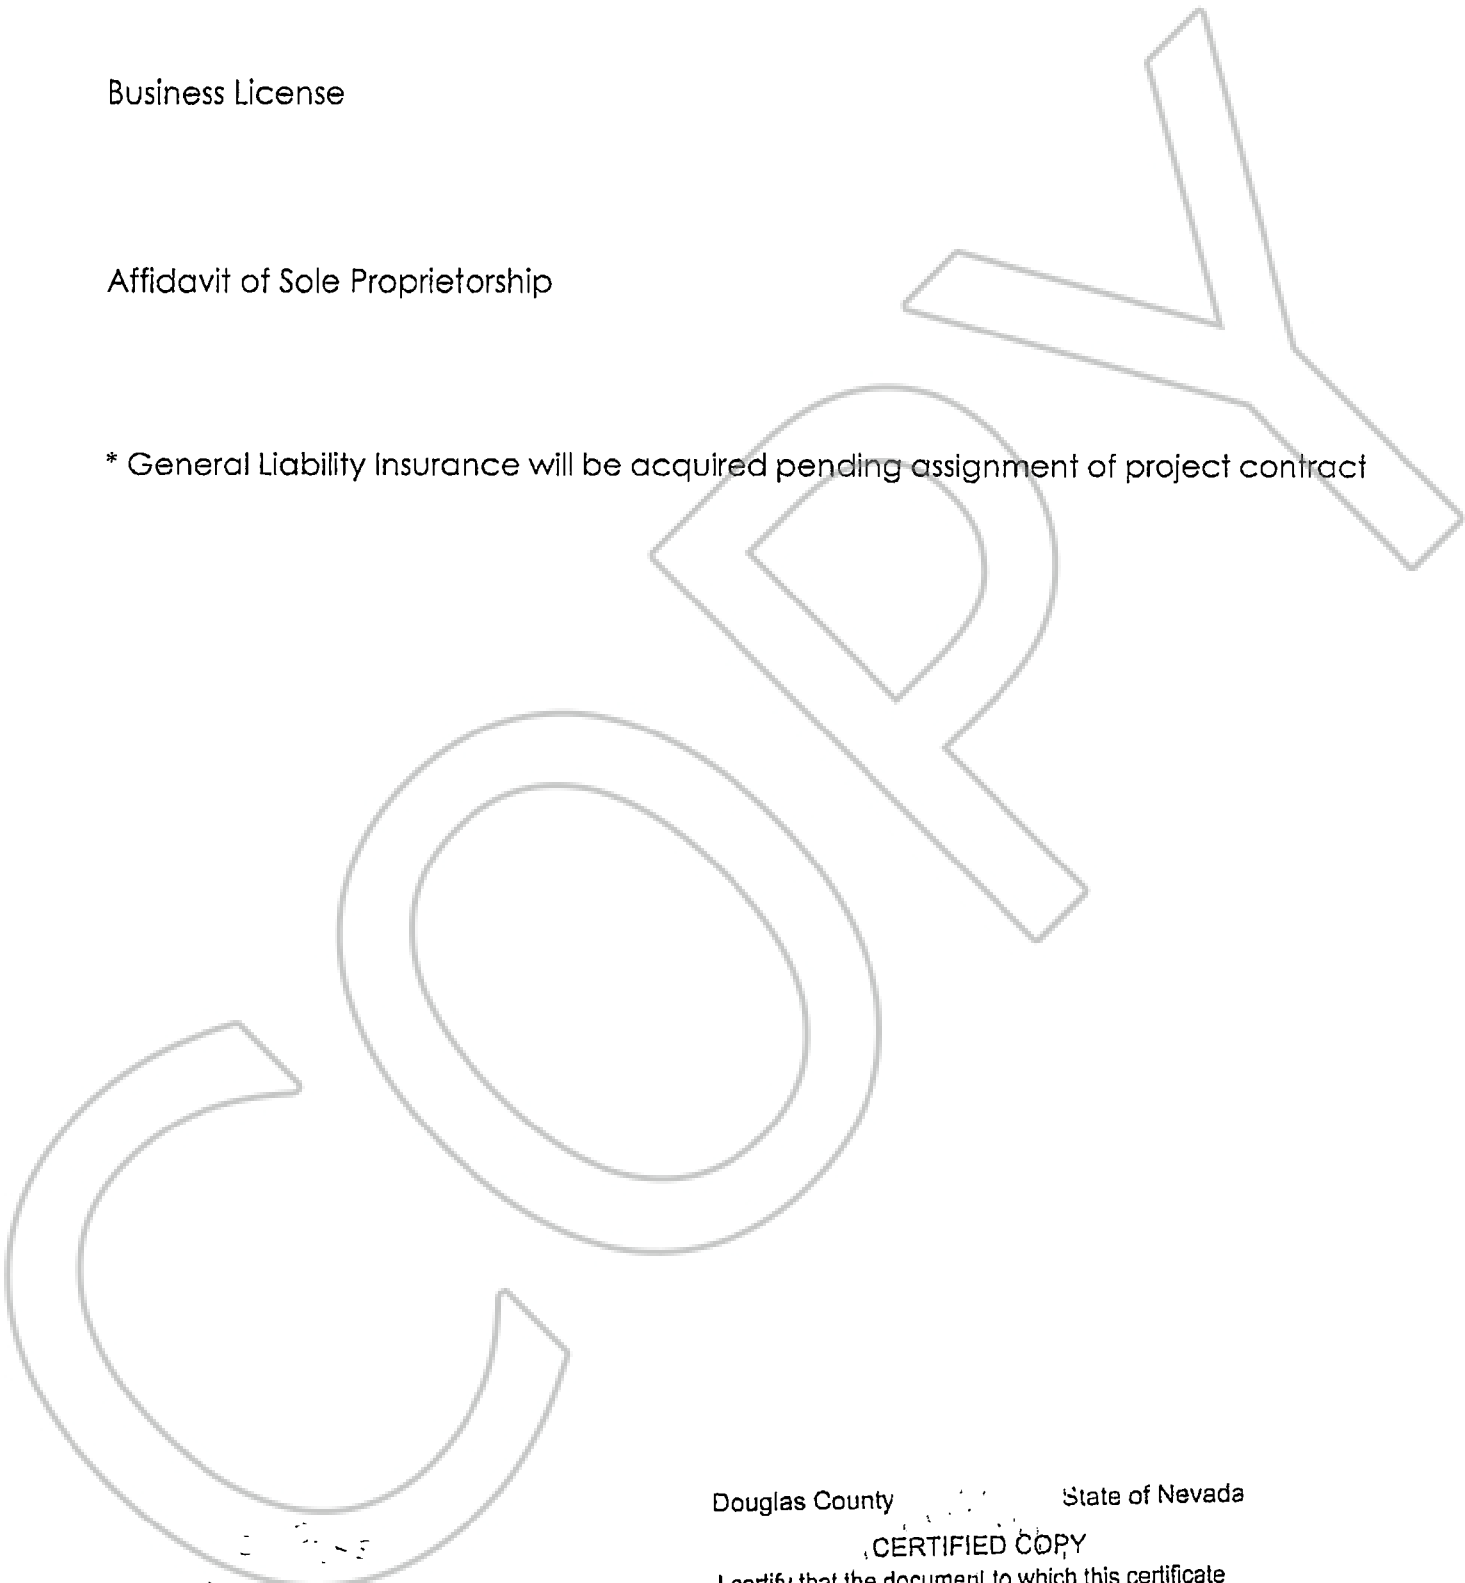 Business License
Affidavit of Sole Proprietorship
* General Liability Insurance will be acquired pending assignment of project contract
COPY
Douglas County State of Nevada
CERTIFIED COPY
I certify that the document to which this certificate